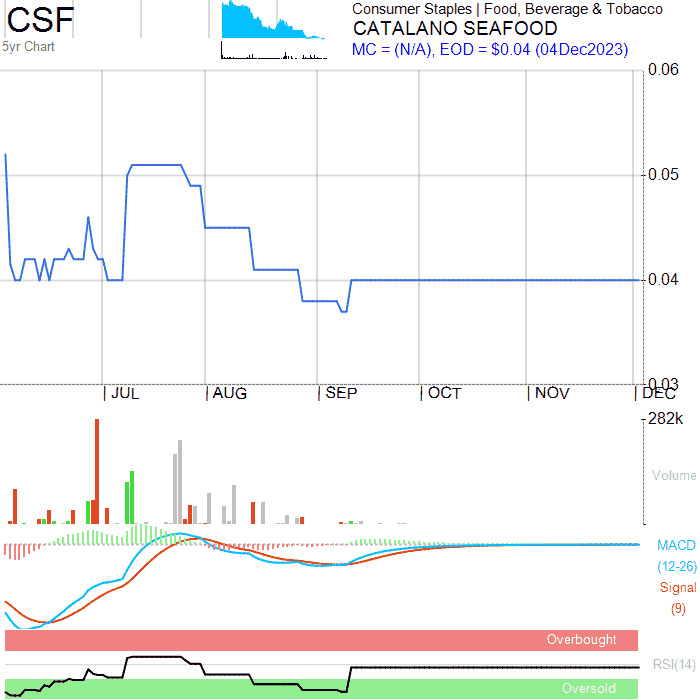 CSF
5yr Chart
Consumer Staples | Food, Beverage & Tobacco
CATALANO SEAFOOD
MC = (N/A), EOD = $0.04 (04Dec2023)
0.06
0.05
0.04
0.03
JUL AUG SEP OCT NOV DEC
282k
Volume
MACD
(12-26)
Signal
(9)
Overbought
RSI(14)
Oversold